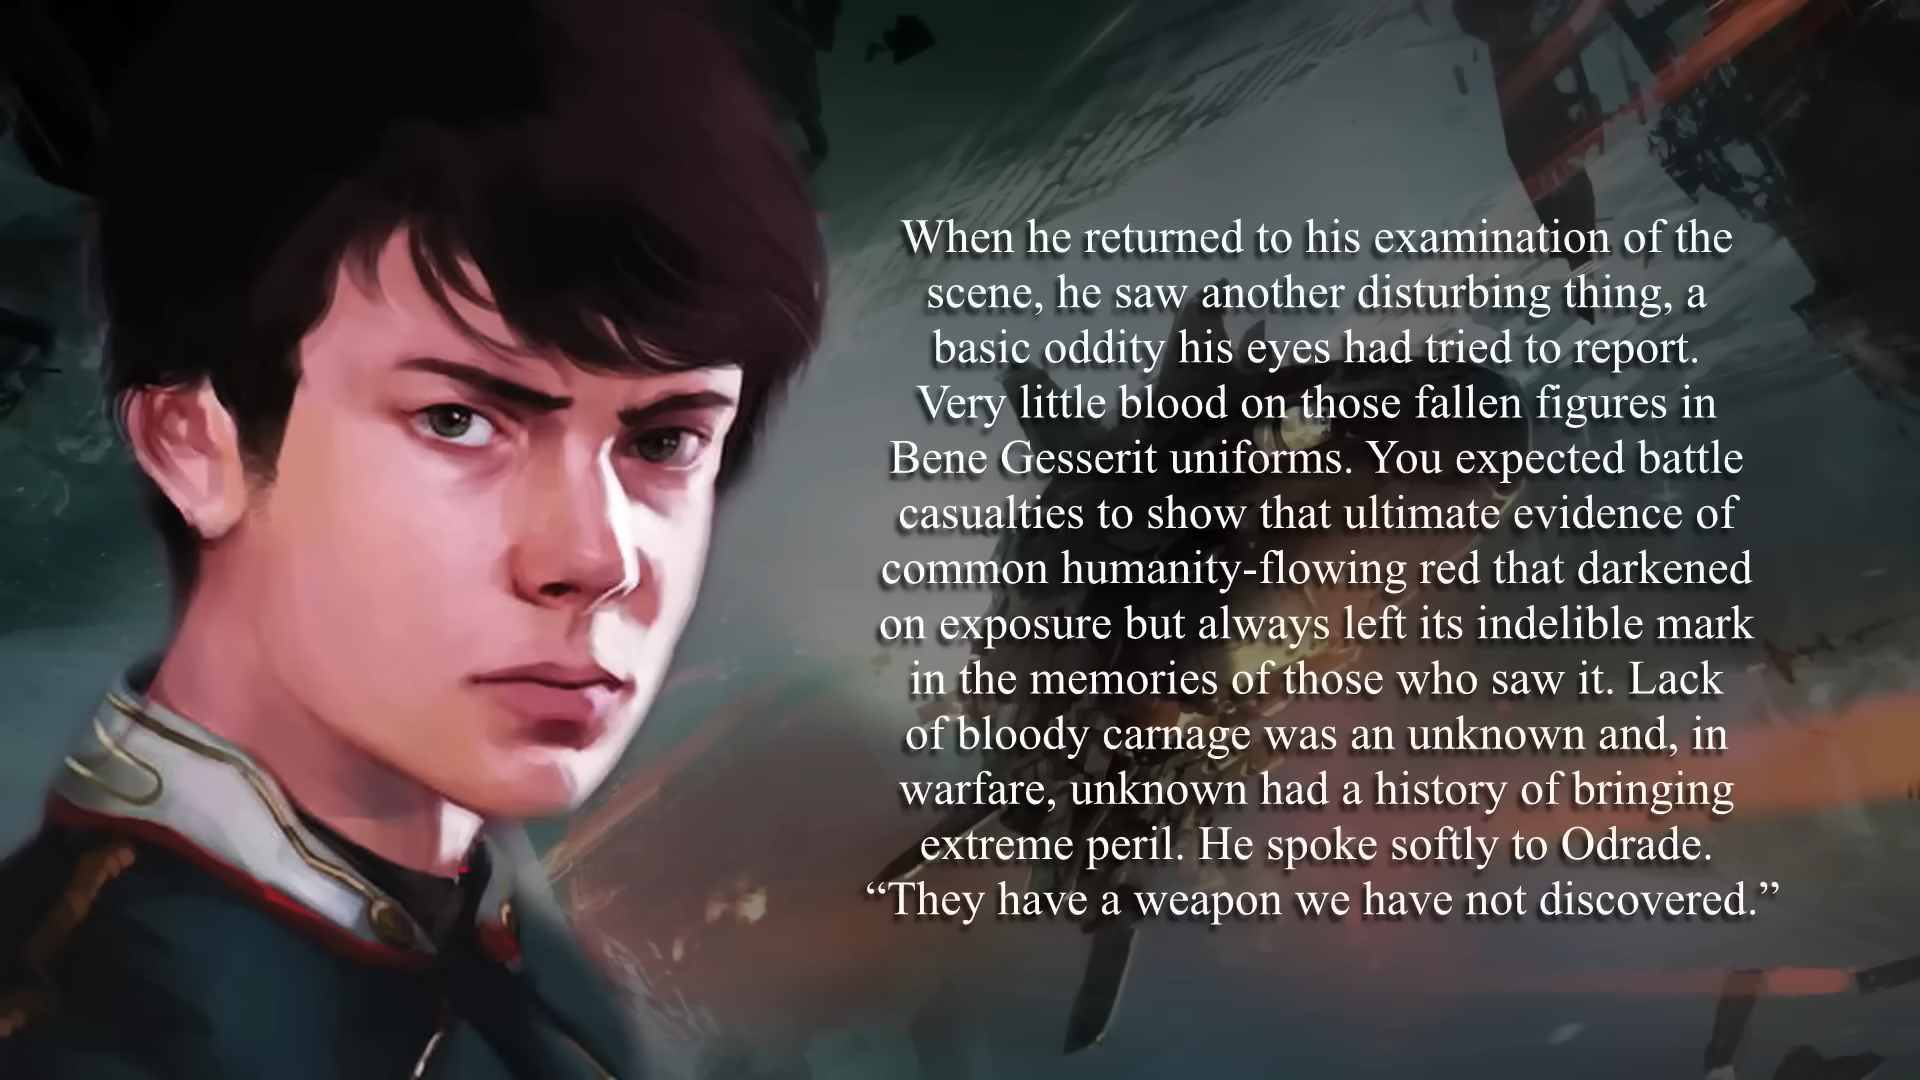 When he returned to his examination of the
scene, he saw another disturbing thing, a
basic oddity his eyes had tried to report.
Very little blood on those fallen figures in
Bene Gesserit uniforms. You expected battle
casualties to show that ultimate evidence of
common humanity-flowing red that darkened
on exposure but always left its indelible mark
in the memories of those who saw it. Lack
of bloody carnage was an unknown and, in
warfare, unknown had a history of bringing
extreme peril. He spoke softly to Odrade.
“They have a weapon we have not discovered.”